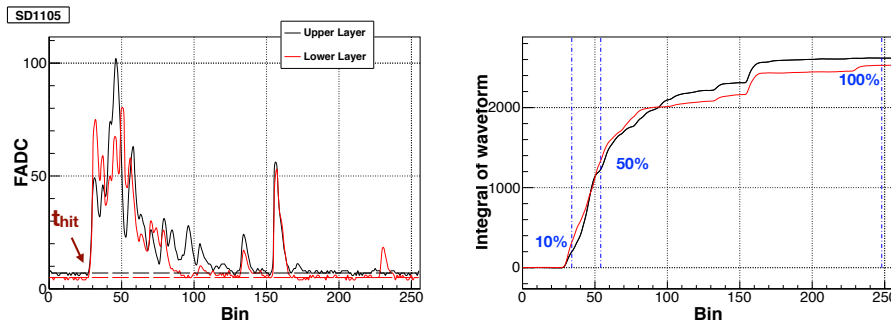 SD1105
Upper Layer
Lower Layer
FADC
100
50
0
thit
0 50 100 150 200 250
Bin
Integral of waveform
2000
1000
0
10%
50%
100%
0 50 100 150 200 250
Bin